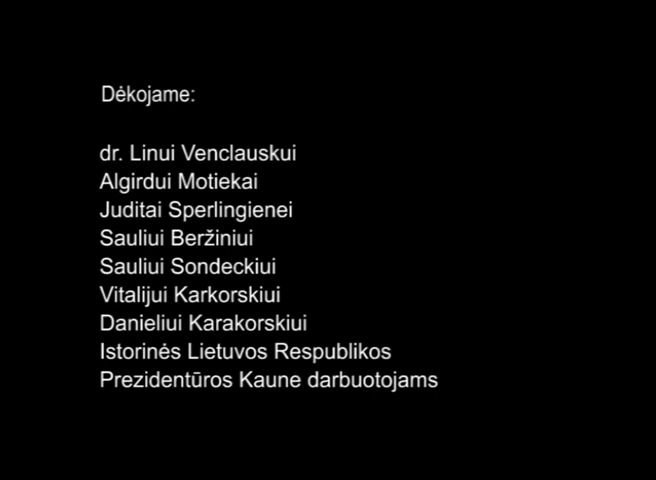 Dėkojame:
dr. Linui Venclauskui
Algirdui Motiekai
Juditai Sperlingienei
Sauliui Beržiniui
Sauliui Sondeckiui
Vitalijui Karkorskiui
Danieliui Karakorskiui
Istorinės Lietuvos Respublikos
Prezidentūros Kaune darbuotojams